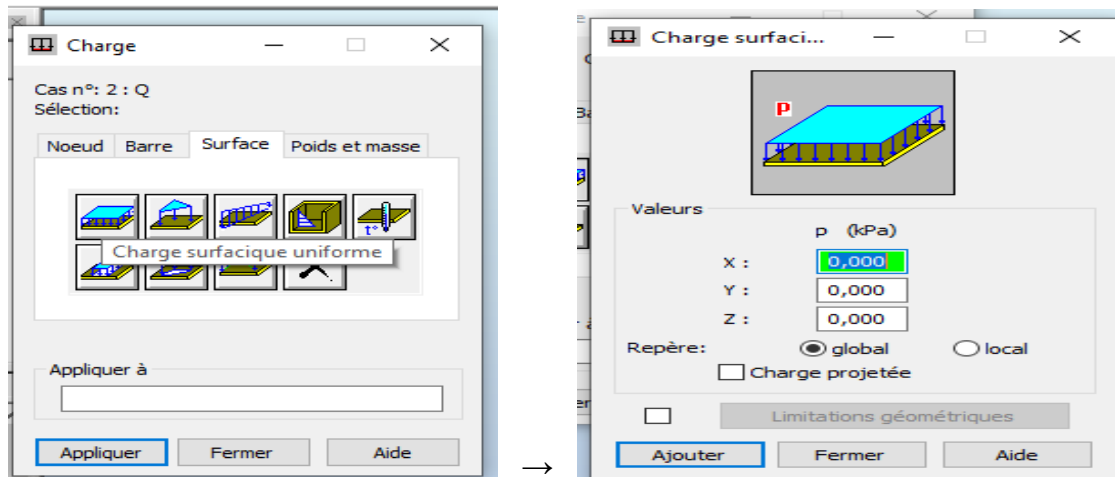 Charge
Cas n°: 2 : Q
Sélection:
Noeud Barre Surface Poids et masse
t°
Charge surfacique uniforme
Appliquer à
Appliquer Fermer Aide
→
Charge surfaci...
P
Valeurs
p (kPa)
X : 0,000
Y : 0,000
Z : 0,000
Repère: global local
Charge projetée
Limitations géométriques
Ajouter Fermer Aide